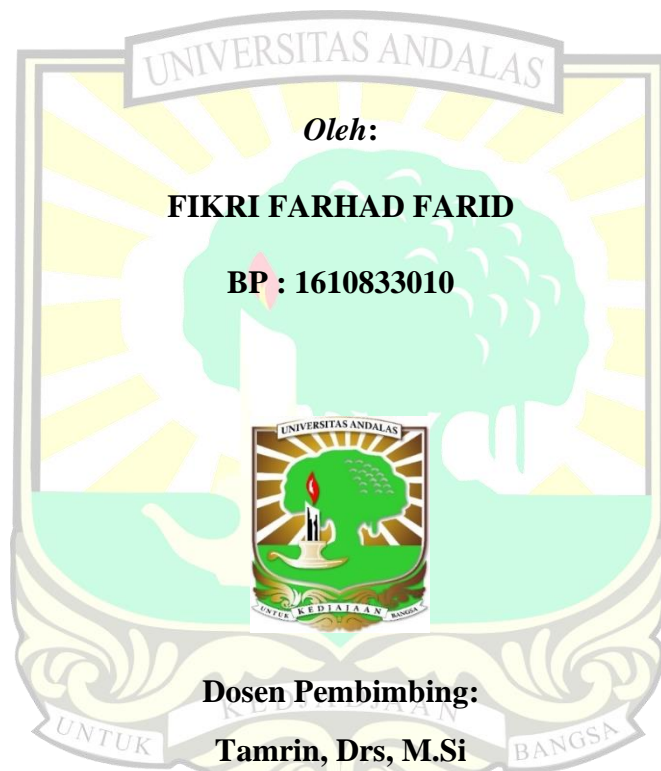 UNIVERSITAS ANDALAS
Oleh:
FIKRI FARHAD FARID
BP : 1610833010
UNIVERSITAS ANDALAS
UNTUK KEDJAJAAN BANGSA
Dosen Pembimbing:
UNTUK KEDJAJAAN BANGSA
Tamrin, Drs, M.Si